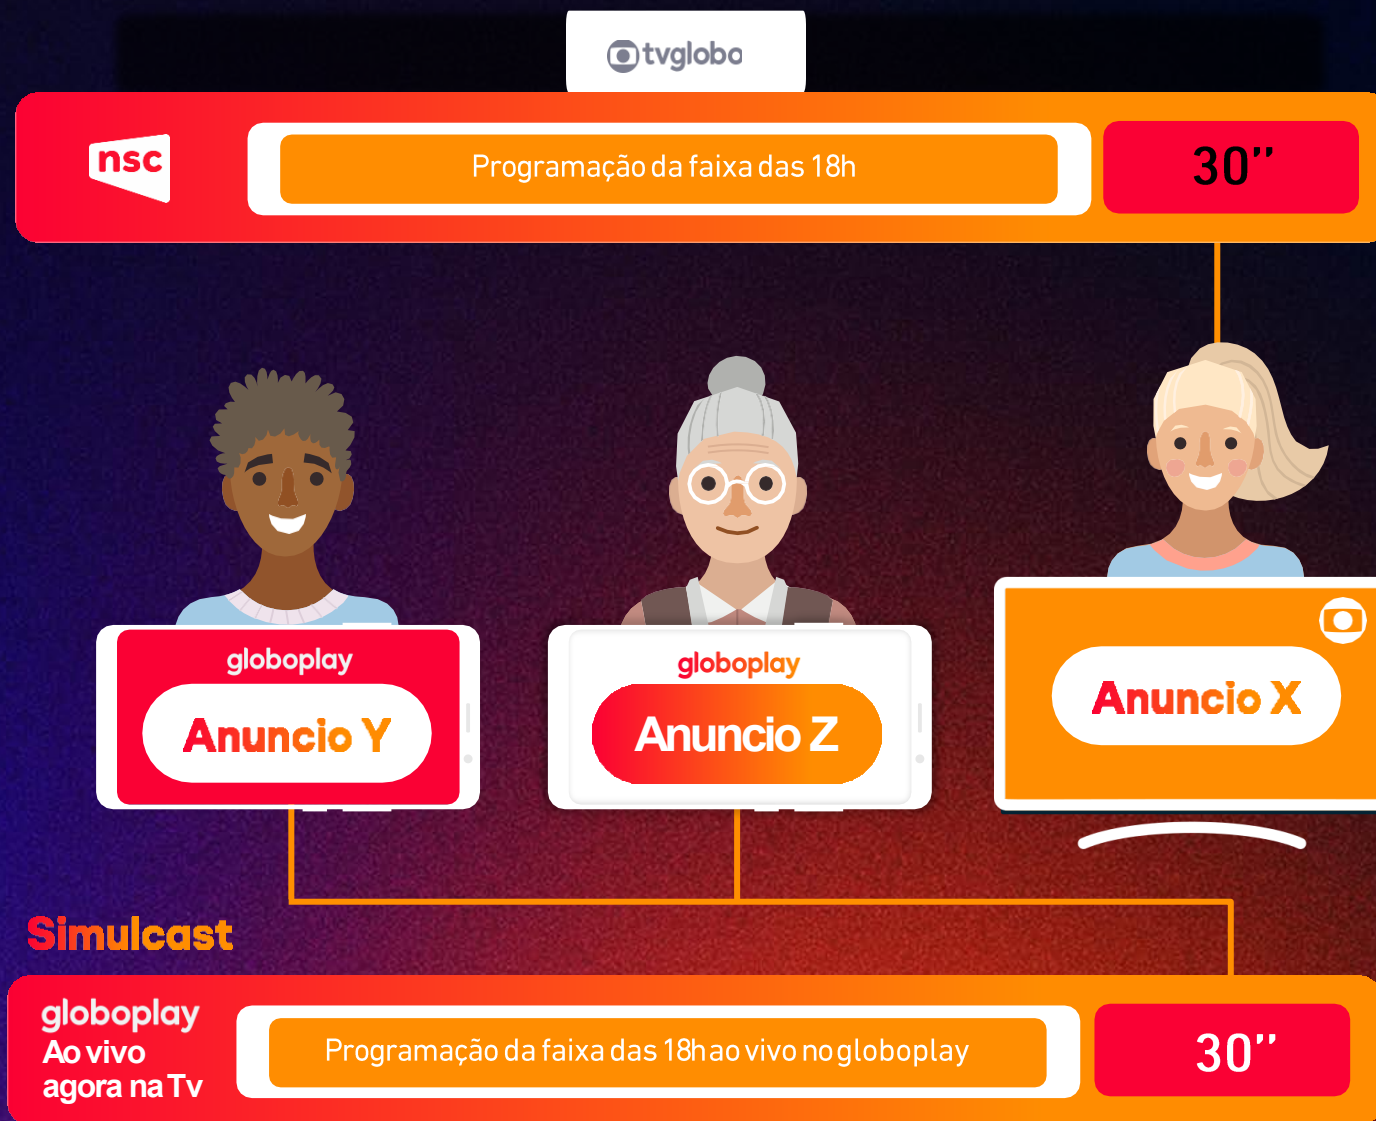 tvglobo
nsc
Programação da faixa das 18h
30’’
globoplay
Anuncio Y
globoplay
Anuncio Z
Anuncio X
Simulcast
globoplay
Ao vivo
agora na Tv
Programação da faixa das 18h ao vivo no globoplay
30’’